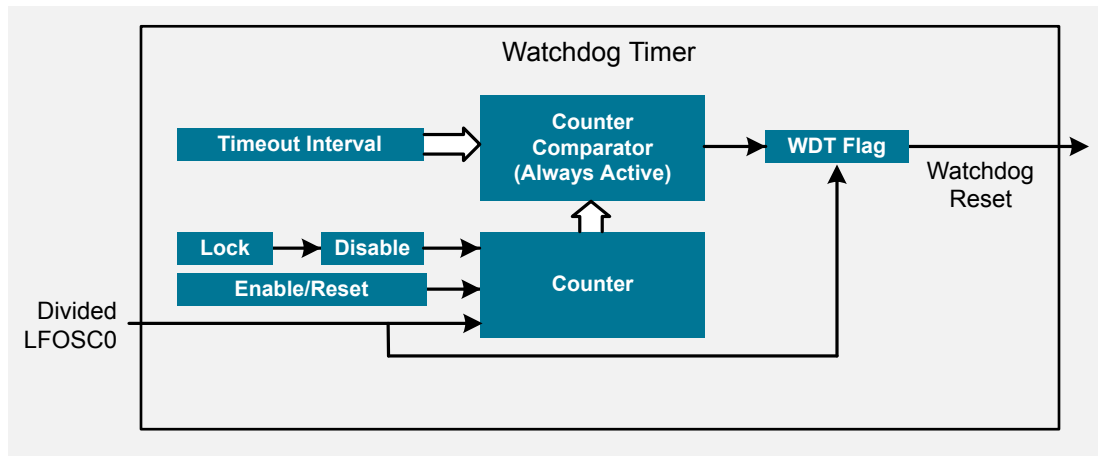 Watchdog Timer
Timeout Interval
Counter
Comparator
(Always Active)
WDT Flag
Watchdog
Reset
Lock
Disable
Enable/Reset
Counter
Divided
LFOSC0